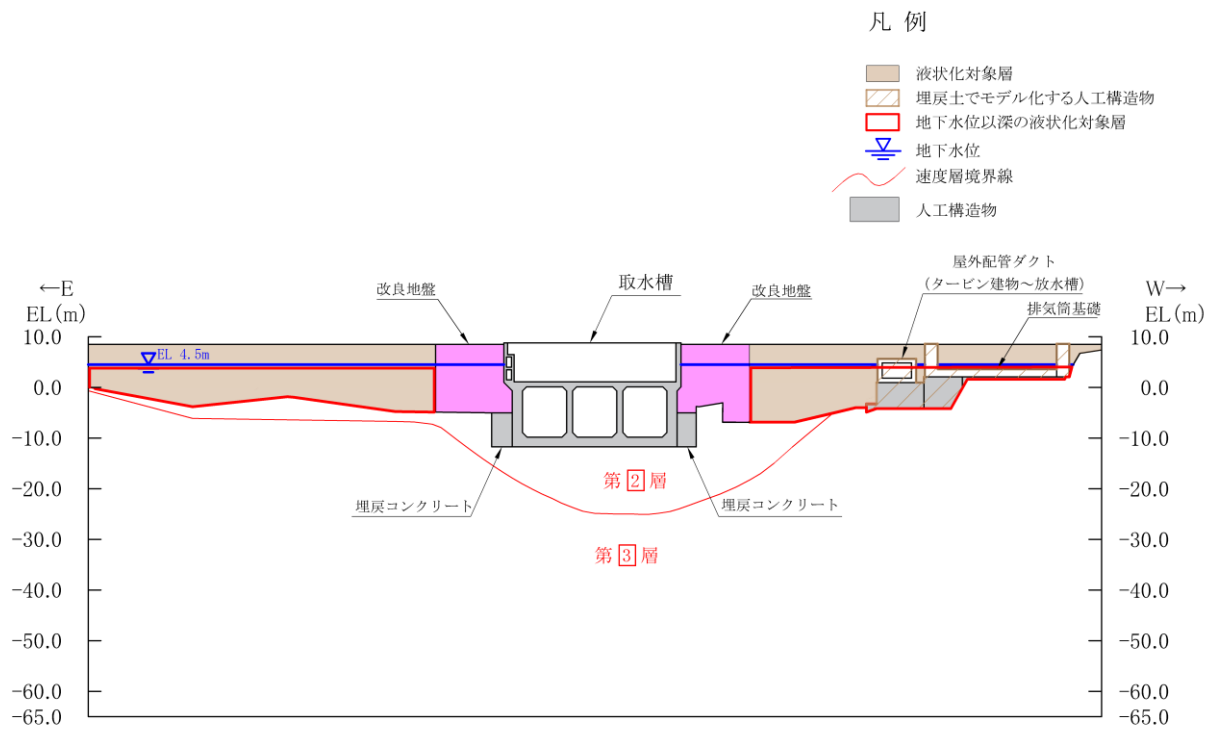 凡 例
液状化対象層
埋戻土でモデル化する人工構造物
地下水位以深の液状化対象層
地下水位
速度層境界線
人工構造物
屋外配管ダクト
(タービン建物～放水槽)
排気筒基礎
←E
EL(m)
改良地盤
取水槽
改良地盤
W→
EL(m)
10.0
EL 4.5m
10.0
0.0
0.0
-10.0
-10.0
第 2 層
-20.0
-20.0
埋戻コンクリート
埋戻コンクリート
-30.0
第 3 層
-30.0
-40.0
-40.0
-50.0
-50.0
-60.0
-60.0
-65.0
-65.0